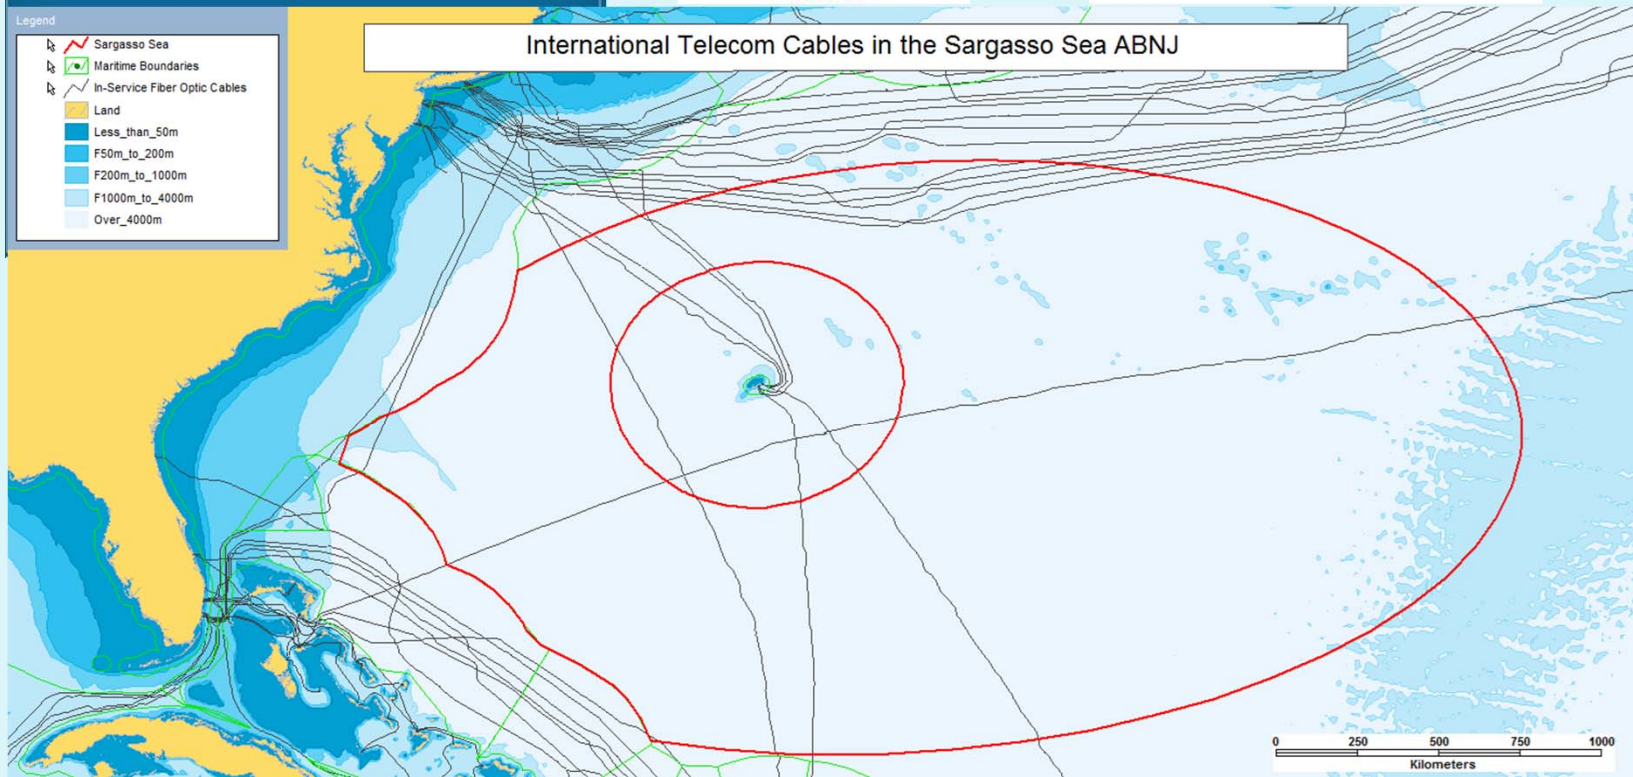 International Telecom Cables in the Sargasso Sea ABNJ
Legend
Sargasso Sea
Maritime Boundaries
In-Service Fiber Optic Cables
Land
Less_than_50m
F50m_to_200m
F200m_to_1000m
F1000m_to_4000m
Over_4000m
0 250 500 750 1000
Kilometers